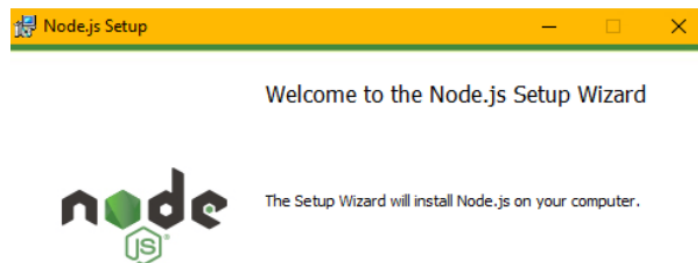 Node.js Setup
Welcome to the Node.js Setup Wizard
node
JS
The Setup Wizard will install Node.js on your computer.